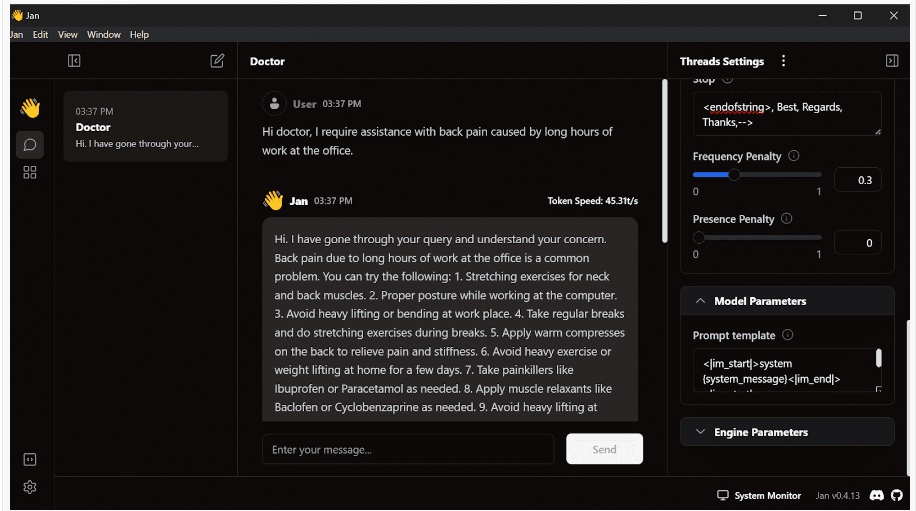 Jan
Jan Edit View Window Help
Doctor
Threads Settings
03:37 PM
Doctor
Hi. I have gone through your...
User 03:37 PM
Hi doctor, I require assistance with back pain caused by long hours of
work at the office.
Jan 03:37 PM Token Speed: 45.31t/s
Hi. I have gone through your query and understand your concern.
Back pain due to long hours of work at the office is a common
problem. You can try the following: 1. Stretching exercises for neck
and back muscles. 2. Proper posture while working at the computer.
3. Avoid heavy lifting or bending at work place. 4. Take regular breaks
and do stretching exercises during breaks. 5. Apply warm compresses
on the back to relieve pain and stiffness. 6. Avoid heavy exercise or
weight lifting at home for a few days. 7. Take painkillers like
Ibuprofen or Paracetamol as needed. 8. Apply muscle relaxants like
Baclofen or Cyclobenzaprine as needed. 9. Avoid heavy lifting at
Enter your message...
Send
Stop
<endofstring>, Best, Regards,
Thanks,-->
Frequency Penalty
0.3
0 1
Presence Penalty
0
0 1
Model Parameters
Prompt template
<|im_start|>system
{system_message}<|im_end|>
Engine Parameters
System Monitor Jan v0.4.13